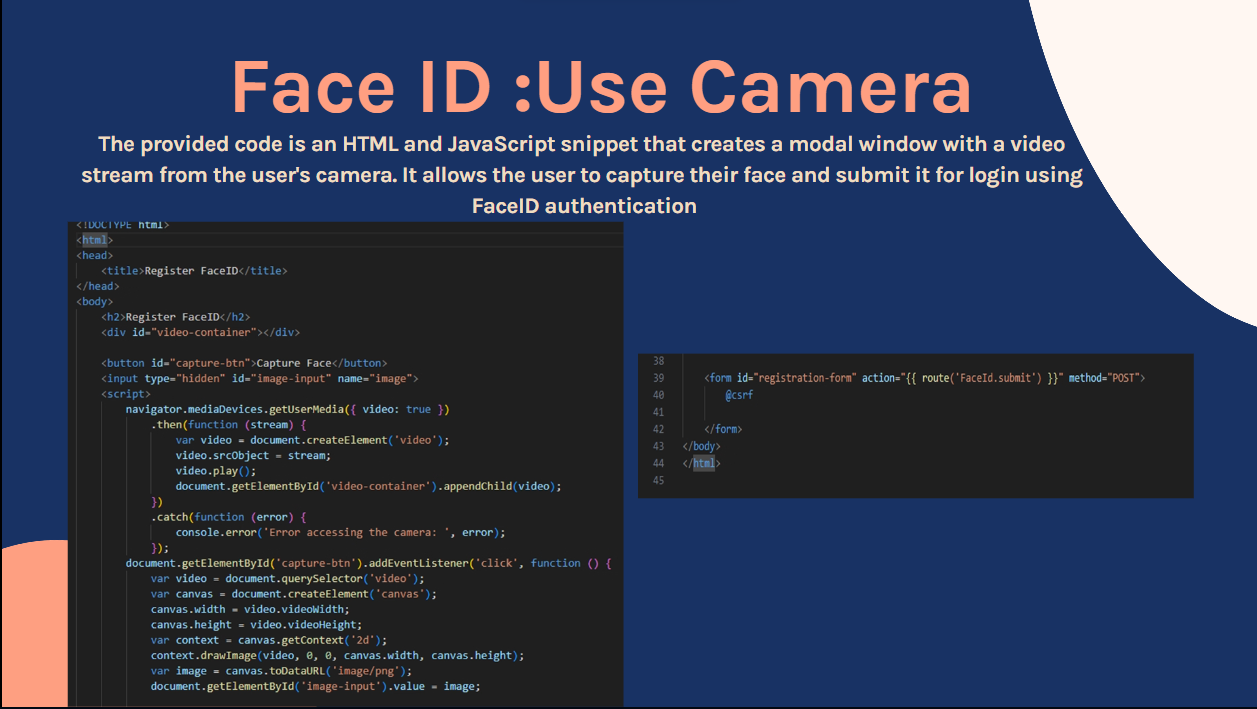 Face ID :Use Camera
The provided code is an HTML and JavaScript snippet that creates a modal window with a video
stream from the user's camera. It allows the user to capture their face and submit it for login using
FaceID authentication
<!DOCTYPE html>
<html>
<head>
<title>Register FaceID</title>
</head>
<body>
<h2>Register FaceID</h2>
<div id="video-container"></div>
<button id="capture-btn">Capture Face</button>
<input type="hidden" id="image-input" name="image">
<script>
navigator.mediaDevices.getUserMedia({ video: true })
.then(function (stream) {
var video = document.createElement('video');
video.srcObject = stream;
video.play();
document.getElementById('video-container').appendChild(video);
})
.catch(function (error) {
console.error('Error accessing the camera: ', error);
});
document.getElementById('capture-btn').addEventListener('click', function () {
var video = document.querySelector('video');
var canvas = document.createElement('canvas');
canvas.width = video.videoWidth;
canvas.height = video.videoHeight;
var context = canvas.getContext('2d');
context.drawImage(video, 0, 0, canvas.width, canvas.height);
var image = canvas.toDataURL('image/png');
document.getElementById('image-input').value = image;
38
39 <form id="registration-form" action="{{ route('FaceId.submit') }}" method="POST">
40 @csrf
41
42 </form>
43 </body>
44 </html>
45